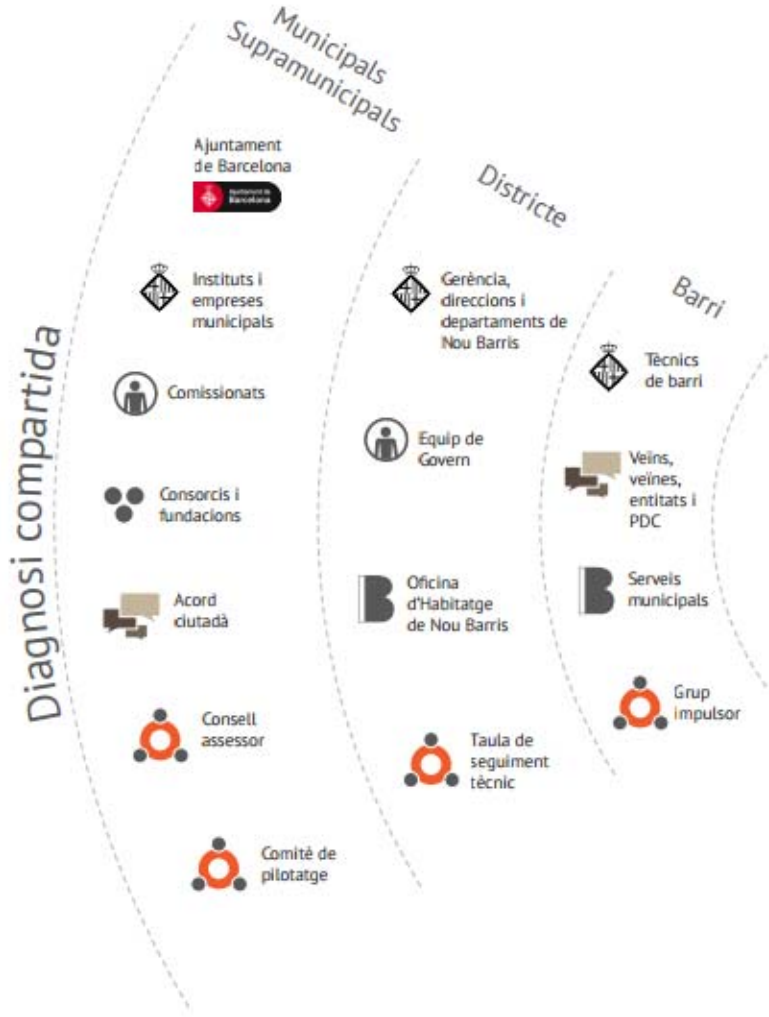 Diagnosi compartida
Municipals
Supramunicipals
Ajuntament
de Barcelona
Ajuntament de
Barcelona
Instituts i
empreses
municipals
Comissionats
Consorcis i
fundacions
Acord
ciutadà
Consell
assessor
Comitè de
pilotatge
Districte
Gerència,
direccions i
departaments de
Nou Barris
Equip de
Govern
Oficina
d'Habitatge
de Nou Barris
Taula de
seguiment
tècnic
Barri
Tècnics
de barri
Veïns,
veïnes,
entitats i
PDC
Serveis
municipals
Grup
impulsor